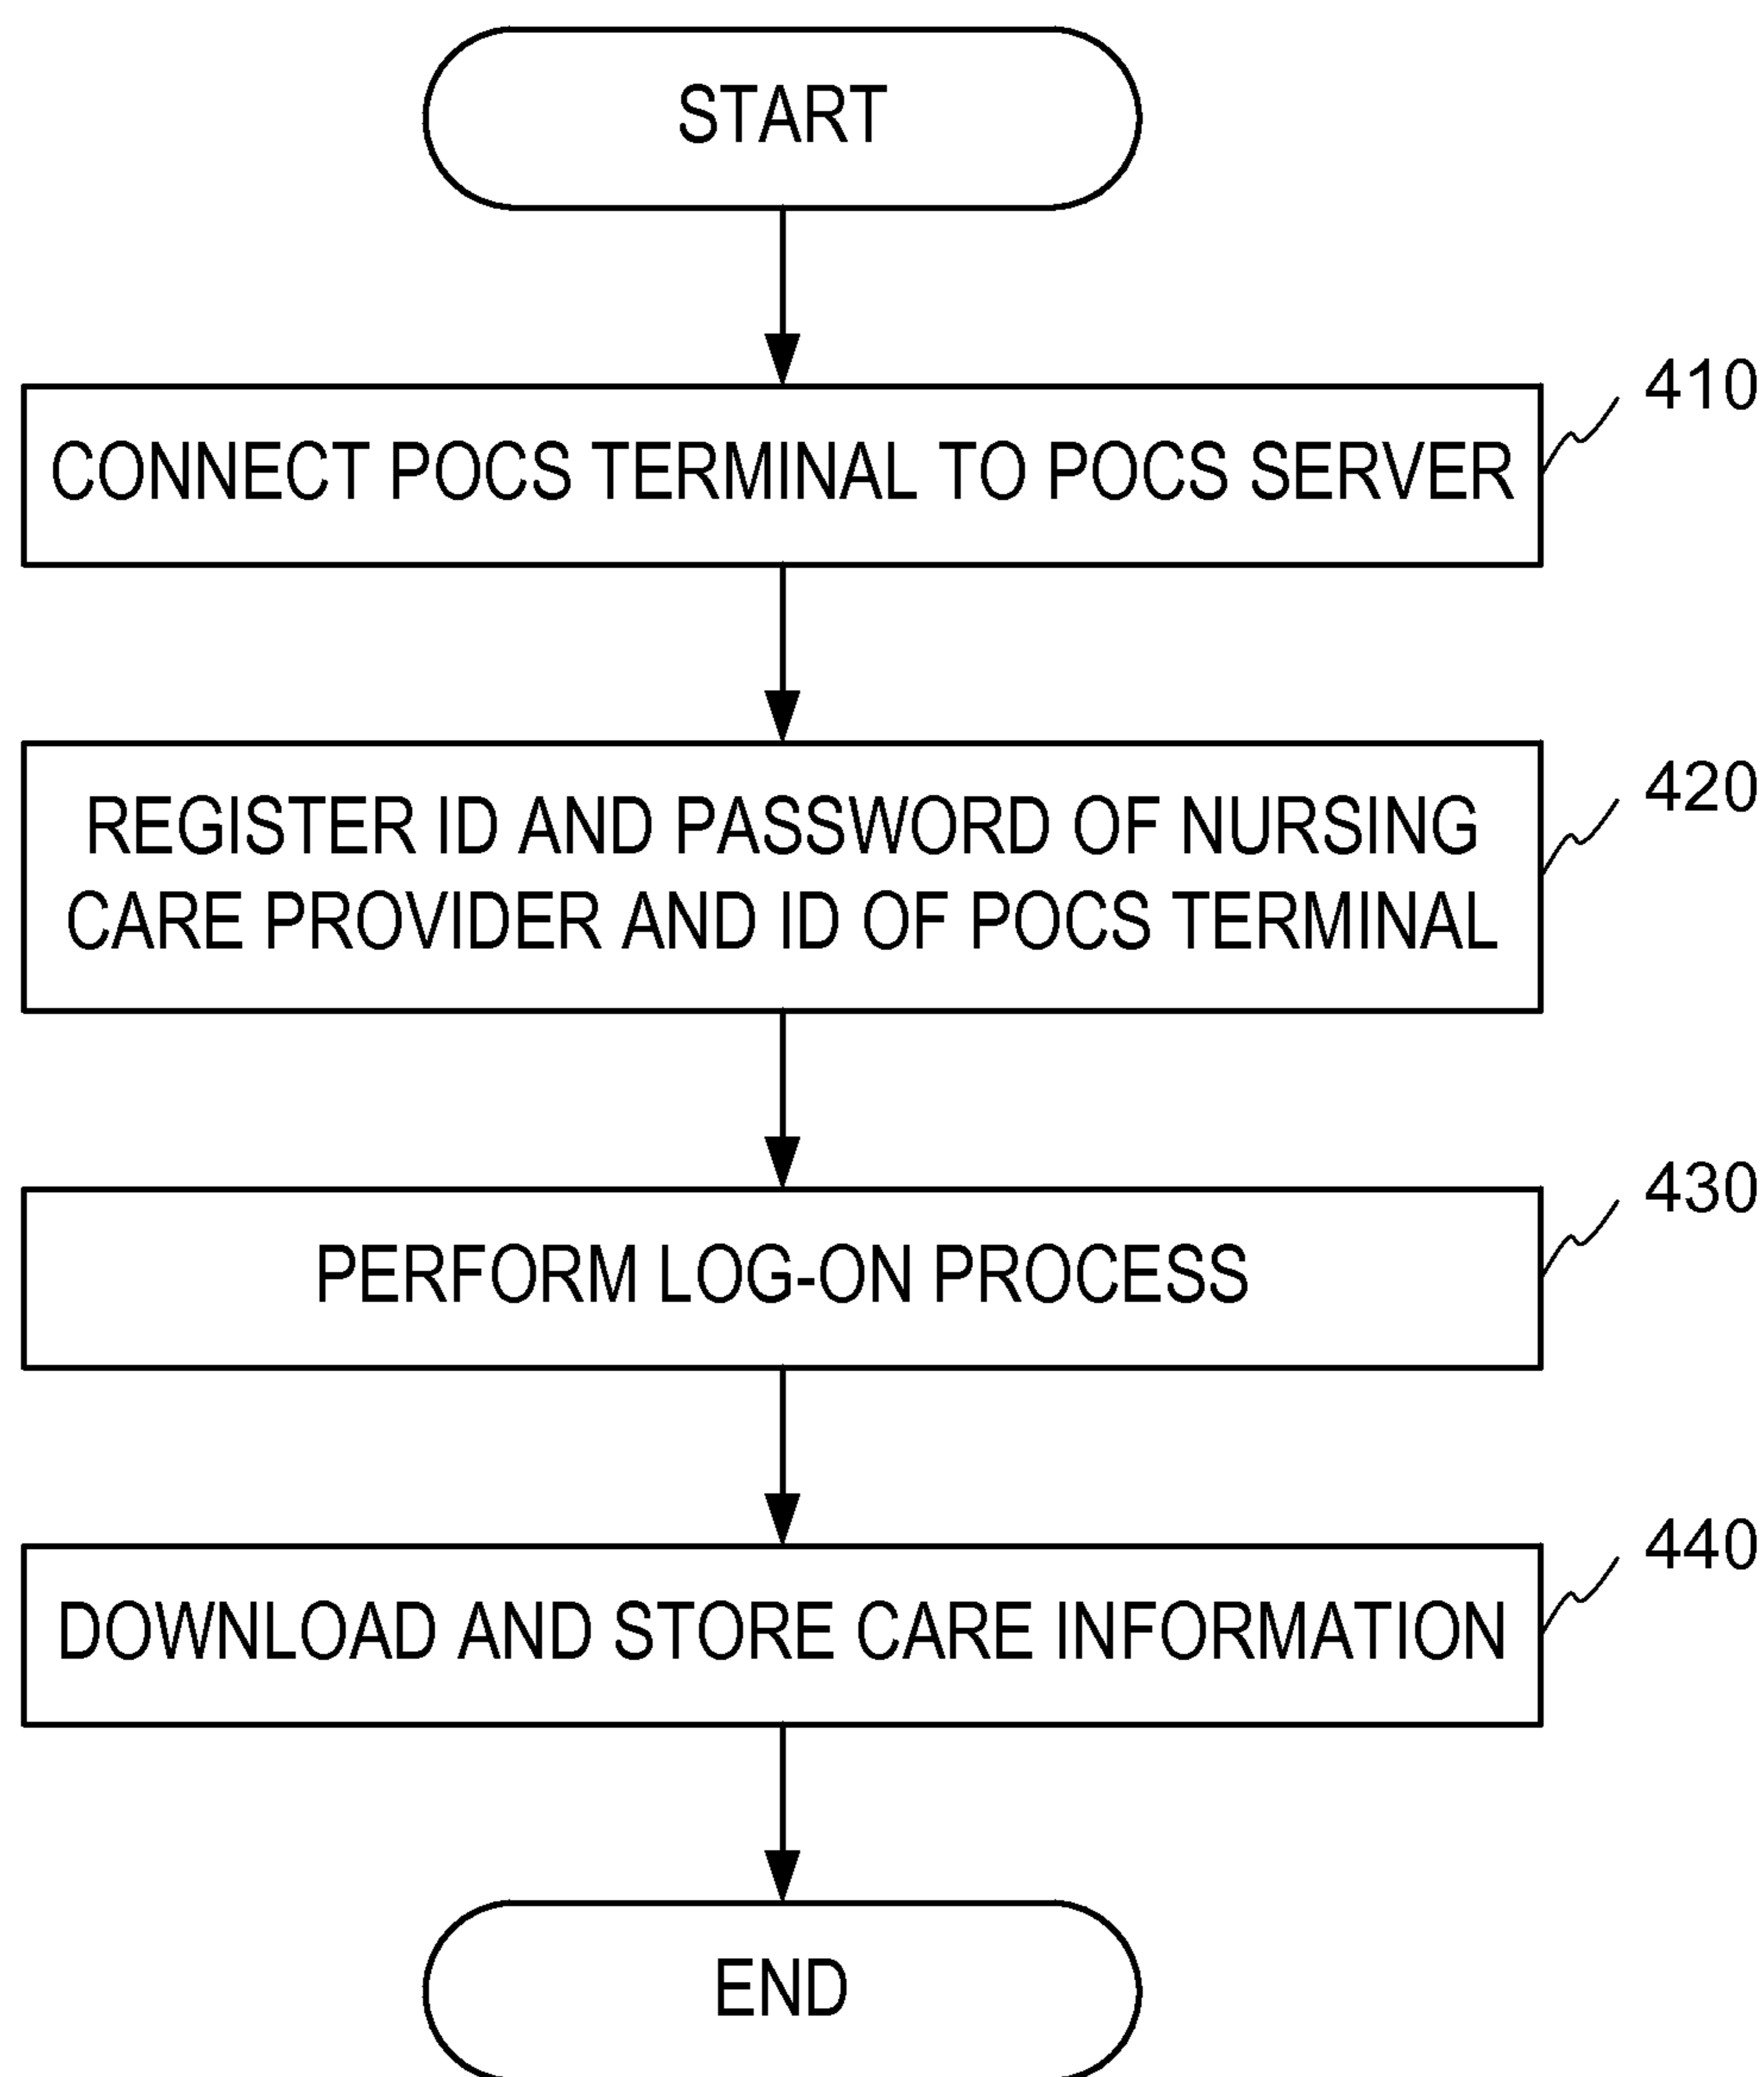 START
410
CONNECT POCS TERMINAL TO POCS SERVER
420
REGISTER ID AND PASSWORD OF NURSING
CARE PROVIDER AND ID OF POCS TERMINAL
430
PERFORM LOG-ON PROCESS
440
DOWNLOAD AND STORE CARE INFORMATION
END